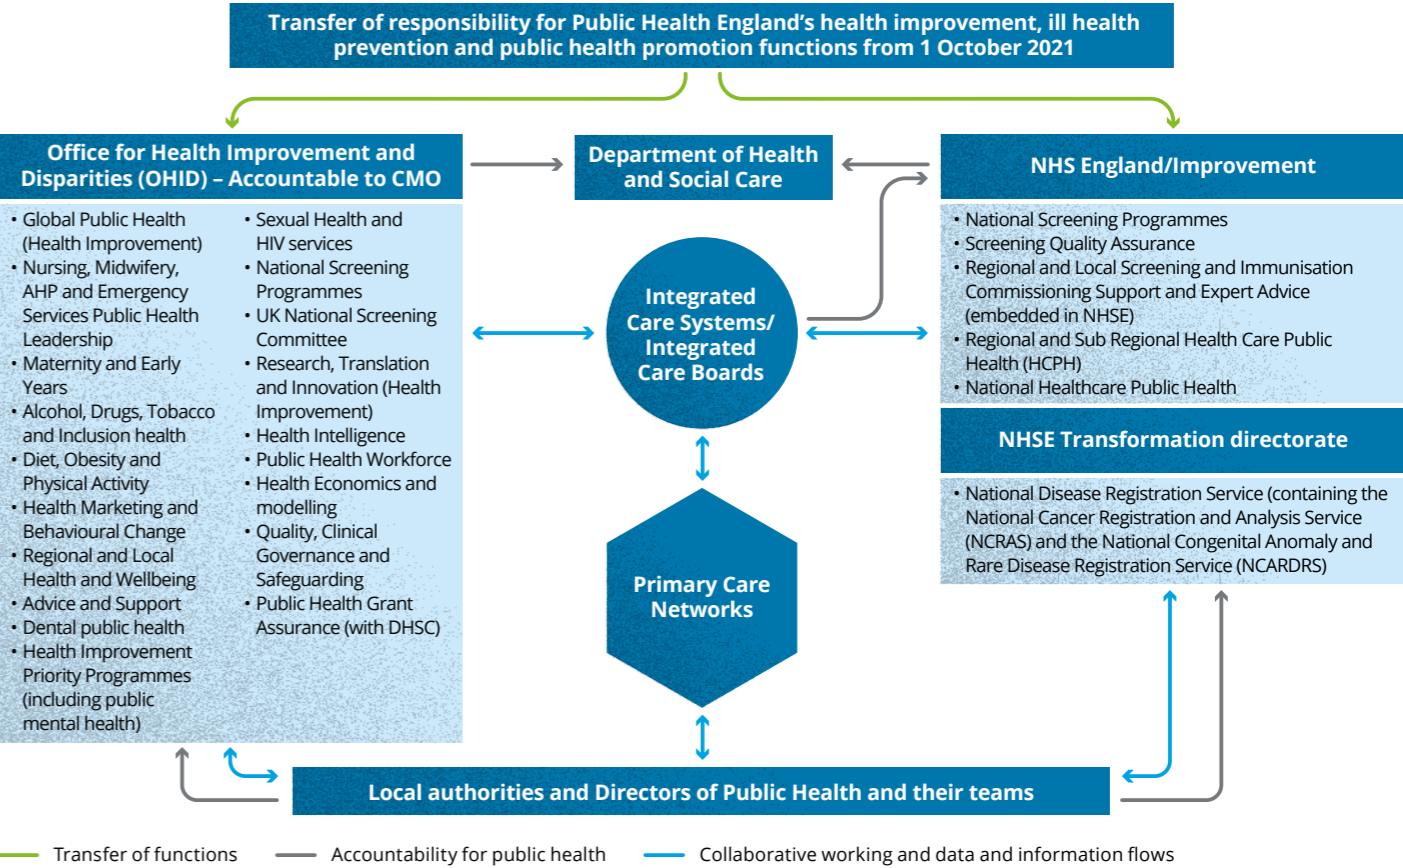 Transfer of responsibility for Public Health England’s health improvement, ill health
prevention and public health promotion functions from 1 October 2021
Office for Health Improvement and
Disparities (OHID) – Accountable to CMO
• Global Public Health
(Health Improvement)
• Nursing, Midwifery,
AHP and Emergency
Services Public Health
Leadership
• Maternity and Early
Years
• Alcohol, Drugs, Tobacco
and Inclusion health
• Diet, Obesity and
Physical Activity
• Health Marketing and
Behavioural Change
• Regional and Local
Health and Wellbeing
• Advice and Support
• Dental public health
• Health Improvement
Priority Programmes
(including public
mental health)
• Sexual Health and
HIV services
• National Screening
Programmes
• UK National Screening
Committee
• Research, Translation
and Innovation (Health
Improvement)
• Health Intelligence
• Public Health Workforce
• Health Economics and
modelling
• Quality, Clinical
Governance and
Safeguarding
• Public Health Grant
Assurance (with DHSC)
Department of Health
and Social Care
Integrated
Care Systems/
Integrated
Care Boards
Primary Care
Networks
NHS England/Improvement
• National Screening Programmes
• Screening Quality Assurance
• Regional and Local Screening and Immunisation
Commissioning Support and Expert Advice
(embedded in NHSE)
• Regional and Sub Regional Health Care Public
Health (HCPH)
• National Healthcare Public Health
NHSE Transformation directorate
• National Disease Registration Service (containing the
National Cancer Registration and Analysis Service
(NCRAS) and the National Congenital Anomaly and
Rare Disease Registration Service (NCARDRS)
Local authorities and Directors of Public Health and their teams
Transfer of functions
Accountability for public health
Collaborative working and data and information flows